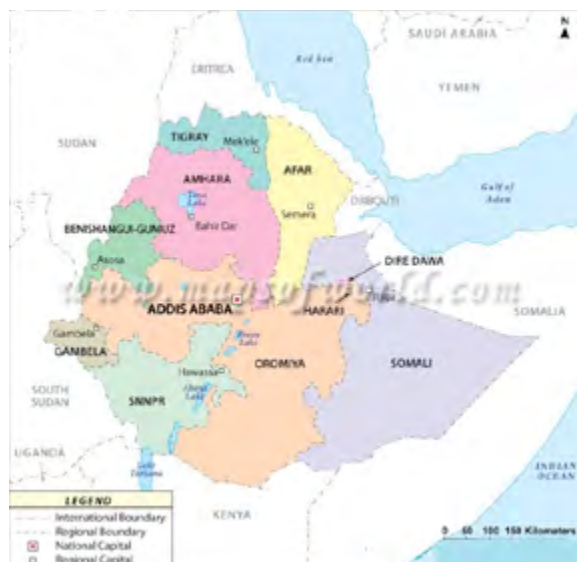 N
SAUDI ARABIA
Red Sea
ERITREA
YEMEN
SUDAN
TIGRAY
Mek'ele
AMHARA
AFAR
Tana
Lake
Semera
DJIBOUTI
Gulf of
Aden
Bahir Dar
BENISHANGUL-GUMUZ
Asosa
DIRE DAWA
www.mapsofworld.com
ADDIS ABABA
HARARI
SOMALIA
Gambela
GAMBELA
OROMIYA
SOMALI
Hawassa
SOUTH
SUDAN
SNNPR
Lake
UGANDA
Lake
Turkana
INDIAN
OCEAN
KENYA
LEGEND
International Boundary
Regional Boundary
National Capital
Regional Capital
0 50 100 150 Kilometers